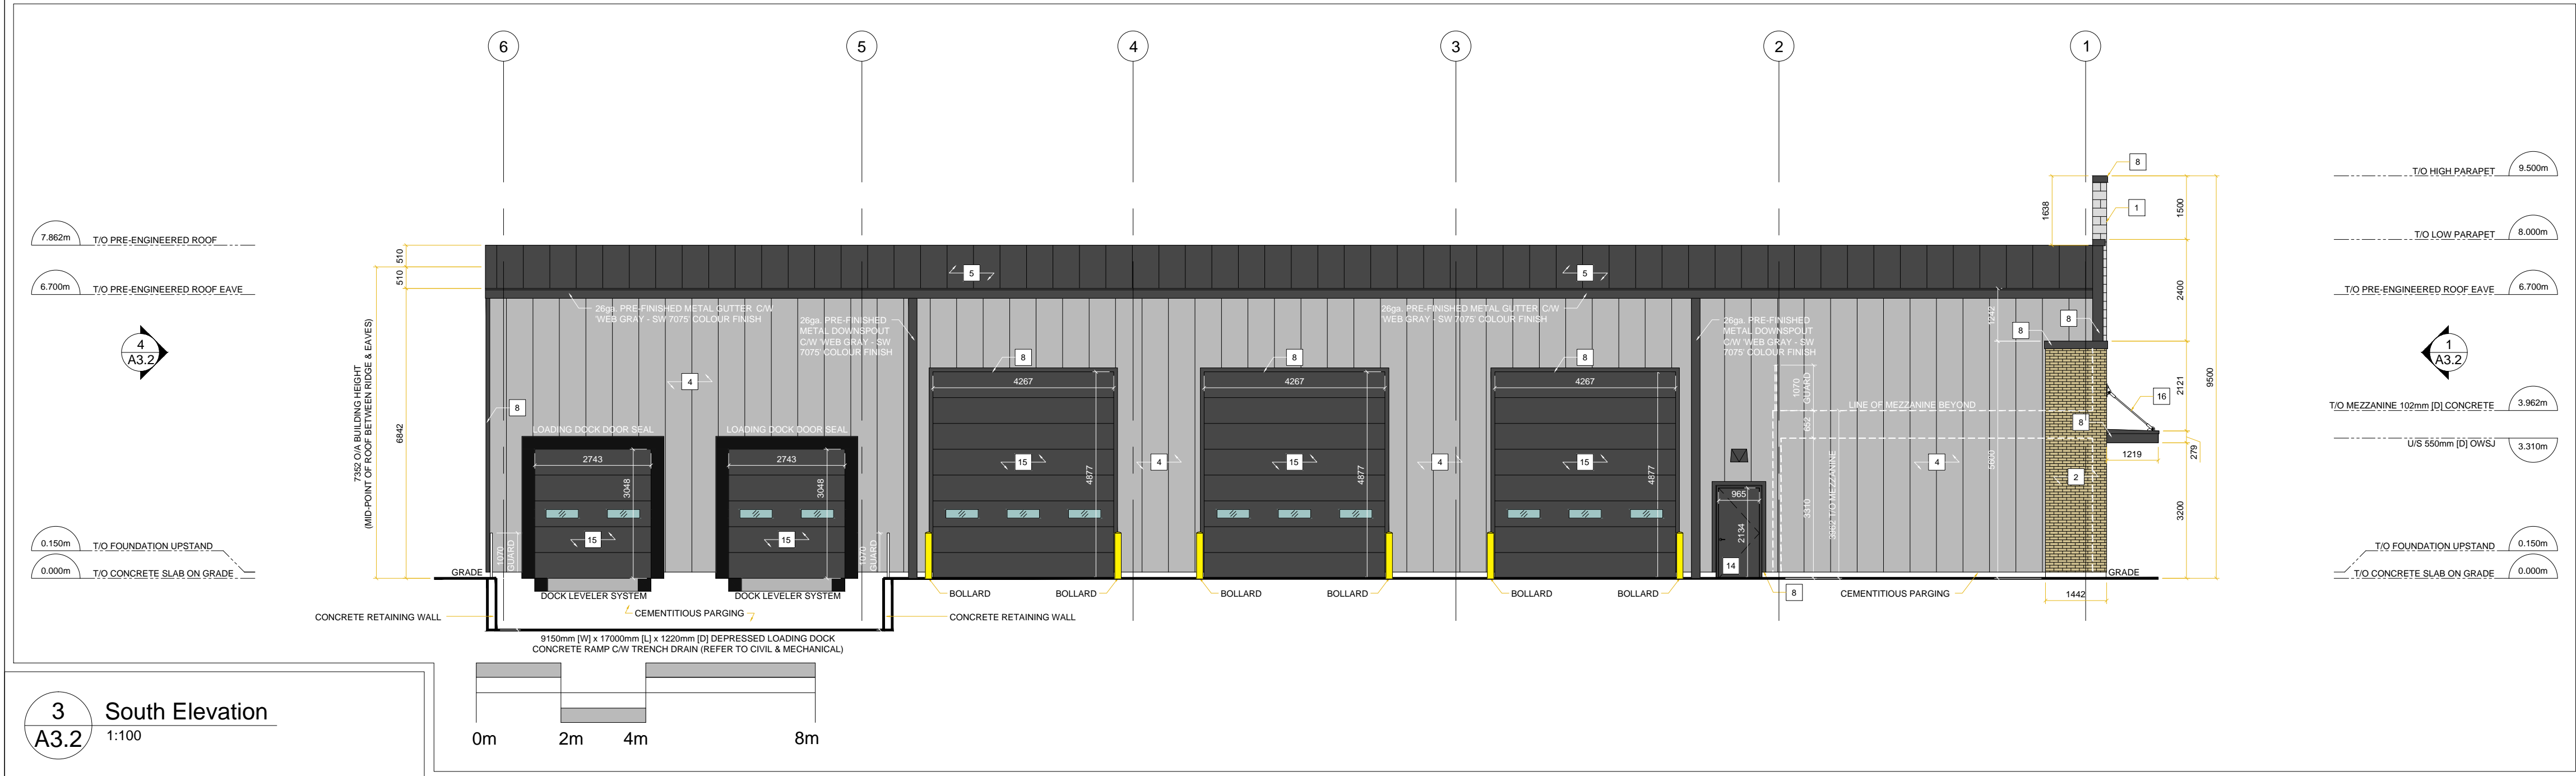 6
5
4
3
2
1
8
T/O HIGH PARAPET
9.500m
1
1638
1500
7.862m
T/O PRE-ENGINEERED ROOF
T/O LOW PARAPET
8.000m
510
510
5
5
6.700m
T/O PRE-ENGINEERED ROOF EAVE
T/O PRE-ENGINEERED ROOF EAVE
6.700m
2400
26ga. PRE-FINISHED METAL GUTTER C/W
'WEB GRAY - SW 7075' COLOUR FINISH
26ga. PRE-FINISHED
METAL DOWNSPOUT
C/W 'WEB GRAY - SW
7075' COLOUR FINISH
26ga. PRE-FINISHED METAL GUTTER C/W
'WEB GRAY - SW 7075' COLOUR FINISH
26ga. PRE-FINISHED
METAL DOWNSPOUT
C/W 'WEB GRAY - SW
7075' COLOUR FINISH
1242
8
8
4
A3.2
1
A3.2
7352 O/A BUILDING HEIGHT
(MID-POINT OF ROOF BETWEEN RIDGE & EAVES)
6842
8
8
8
4
4267
4267
4267
1070
GUARD
2121
9500
8
LINE OF MEZZANINE BEYOND
16
T/O MEZZANINE 102mm [D] CONCRETE
3.962m
LOADING DOCK DOOR SEAL
LOADING DOCK DOOR SEAL
652
8
U/S 550mm [D] OWSJ
3.310m
2743
2743
15
4
15
4
15
4
5600
1219
279
3048
3048
4877
4877
4877
2
965
3310
3962 T/O MEZZANINE
3200
2134
15
15
1070
GUARD
1070
GUARD
0.150m
T/O FOUNDATION UPSTAND
T/O FOUNDATION UPSTAND
0.150m
14
0.000m
T/O CONCRETE SLAB ON GRADE
GRADE
GRADE
T/O CONCRETE SLAB ON GRADE
0.000m
DOCK LEVELER SYSTEM
DOCK LEVELER SYSTEM
BOLLARD
BOLLARD
BOLLARD
BOLLARD
BOLLARD
BOLLARD
8
CEMENTITIOUS PARGING
1442
CONCRETE RETAINING WALL
CEMENTITIOUS PARGING
CONCRETE RETAINING WALL
9150mm [W] x 17000mm [L] x 1220mm [D] DEPRESSED LOADING DOCK
CONCRETE RAMP C/W TRENCH DRAIN (REFER TO CIVIL & MECHANICAL)
3
A3.2
South Elevation
1:100
0m
2m
4m
8m